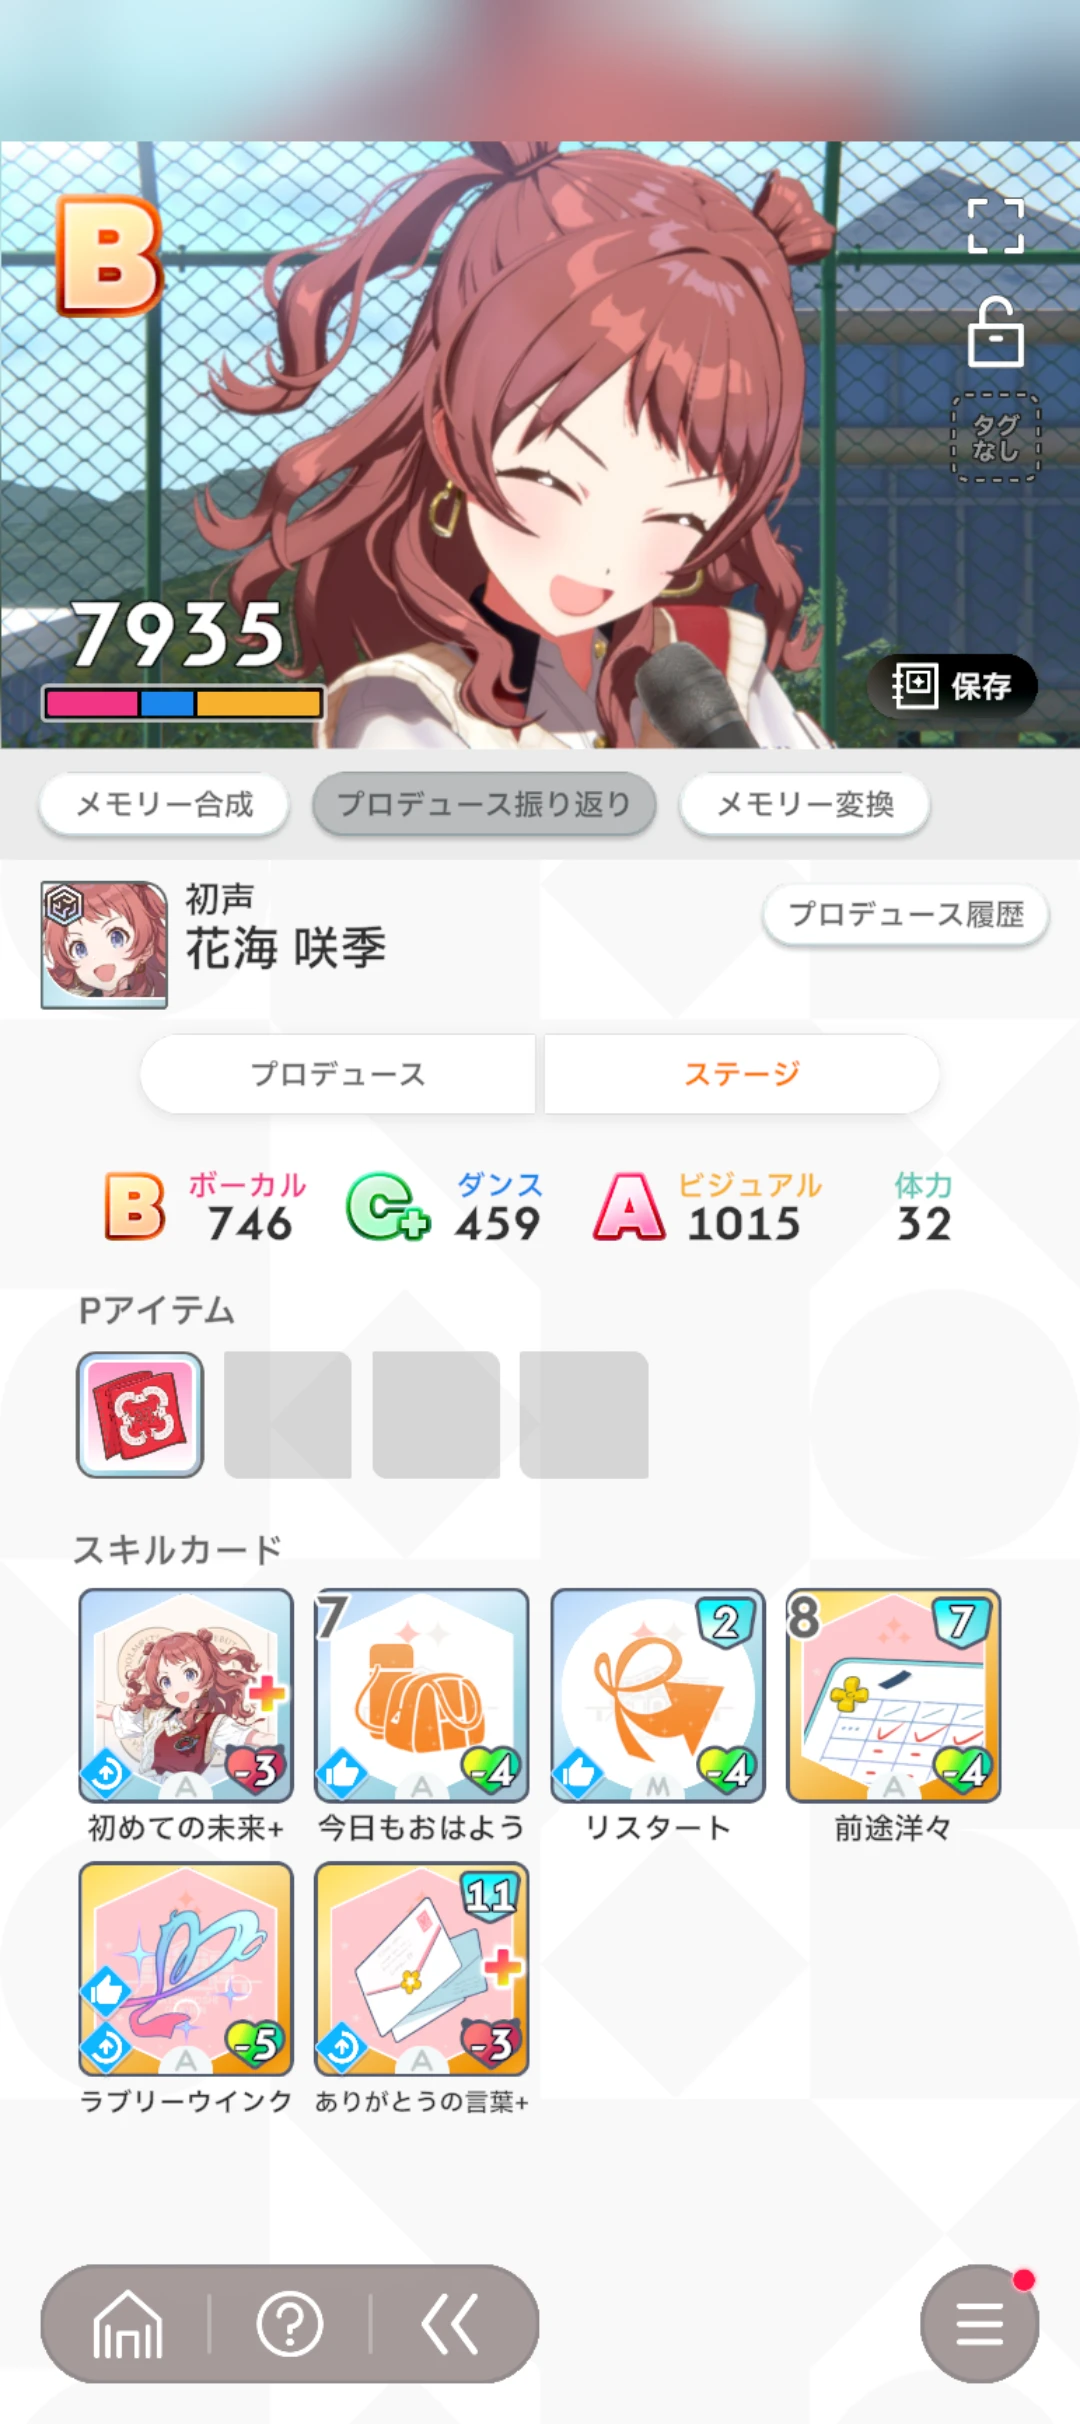 B
タグ
なし
7935
保存
メモリー合成
プロデュース振り返り
メモリー変換
初声
花海 咲季
プロデュース履歴
プロデュース
ステージ
B ボーカル 746
C+ ダンス 459
A ビジュアル 1015
体力 32
Pアイテム
スキルカード
+ A -3
7 A -4
2 M -4
8 7 A -4
初めての未来+
今日もおはよう
リスタート
前途洋々
A -5
11 + A -3
ラブリーウインク
ありがとうの言葉+